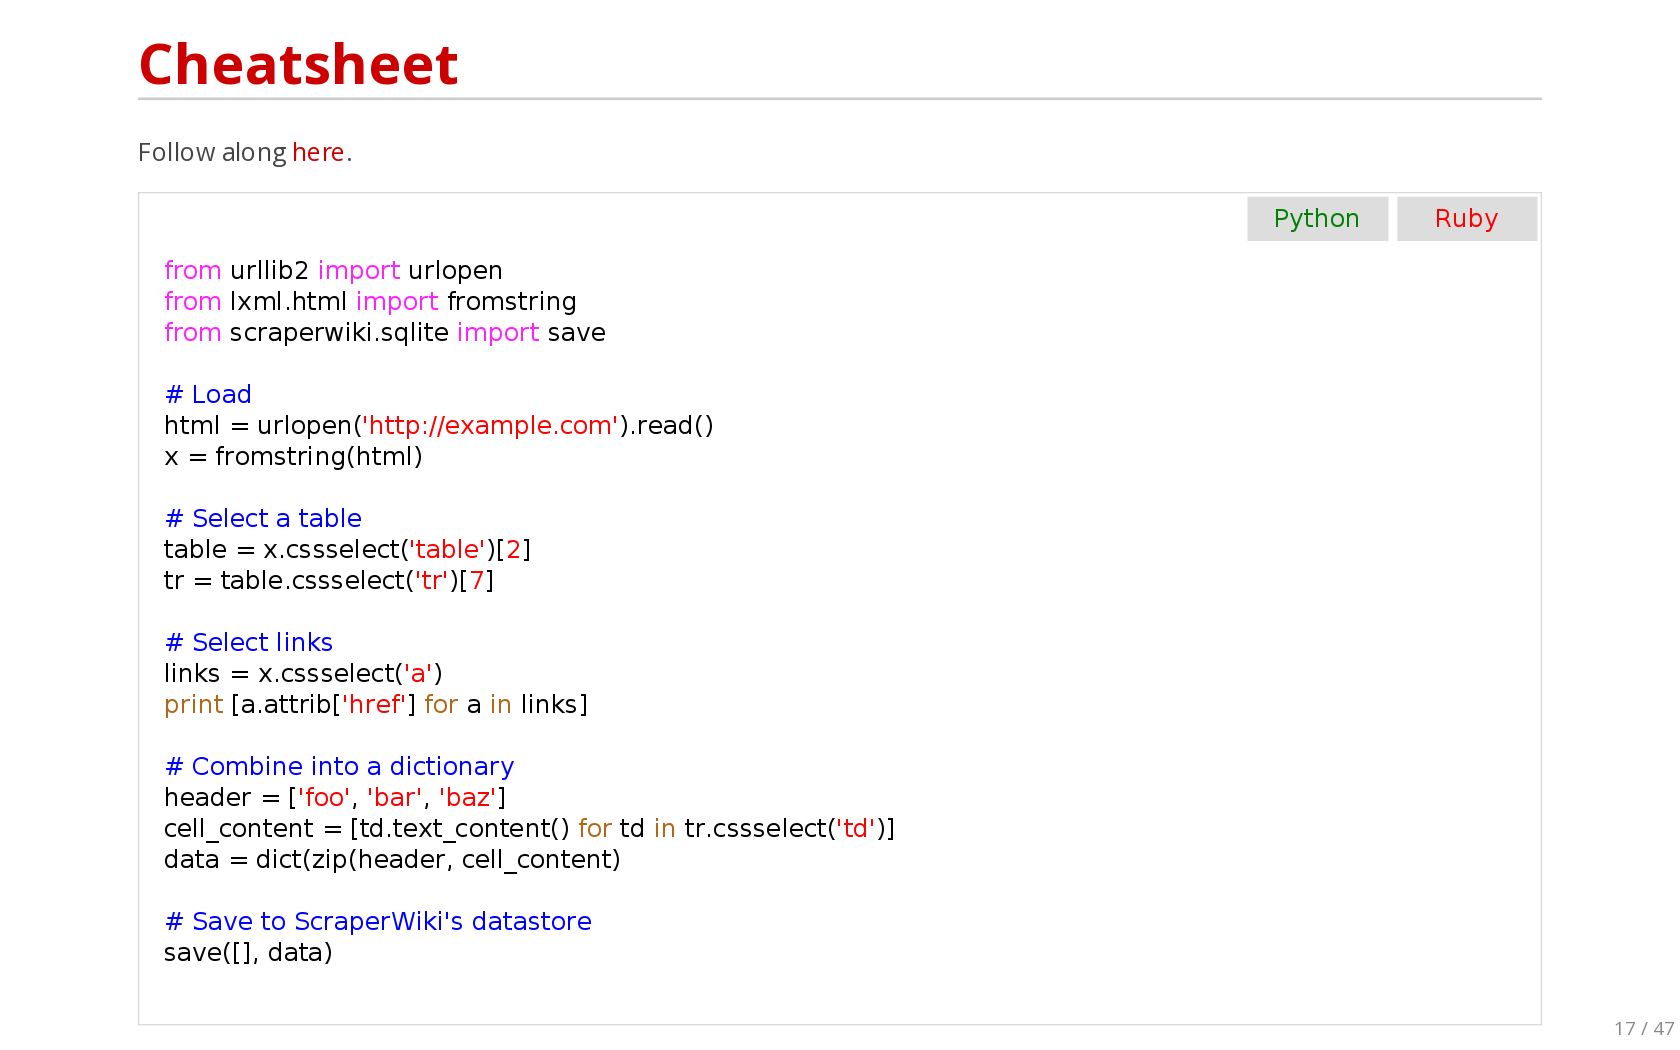 Cheatsheet
Follow along here.
Python Ruby
from urllib2 import urlopen
from lxml.html import fromstring
from scraperwiki.sqlite import save
# Load
html = urlopen('http://example.com').read()
x = fromstring(html)
# Select a table
table = x.cssselect('table')[2]
tr = table.cssselect('tr')[7]
# Select links
links = x.cssselect('a')
print [a.attrib['href'] for a in links]
# Combine into a dictionary
header = ['foo', 'bar', 'baz']
cell_content = [td.text_content() for td in tr.cssselect('td')]
data = dict(zip(header, cell_content)
# Save to ScraperWiki's datastore
save([], data)
17 / 47